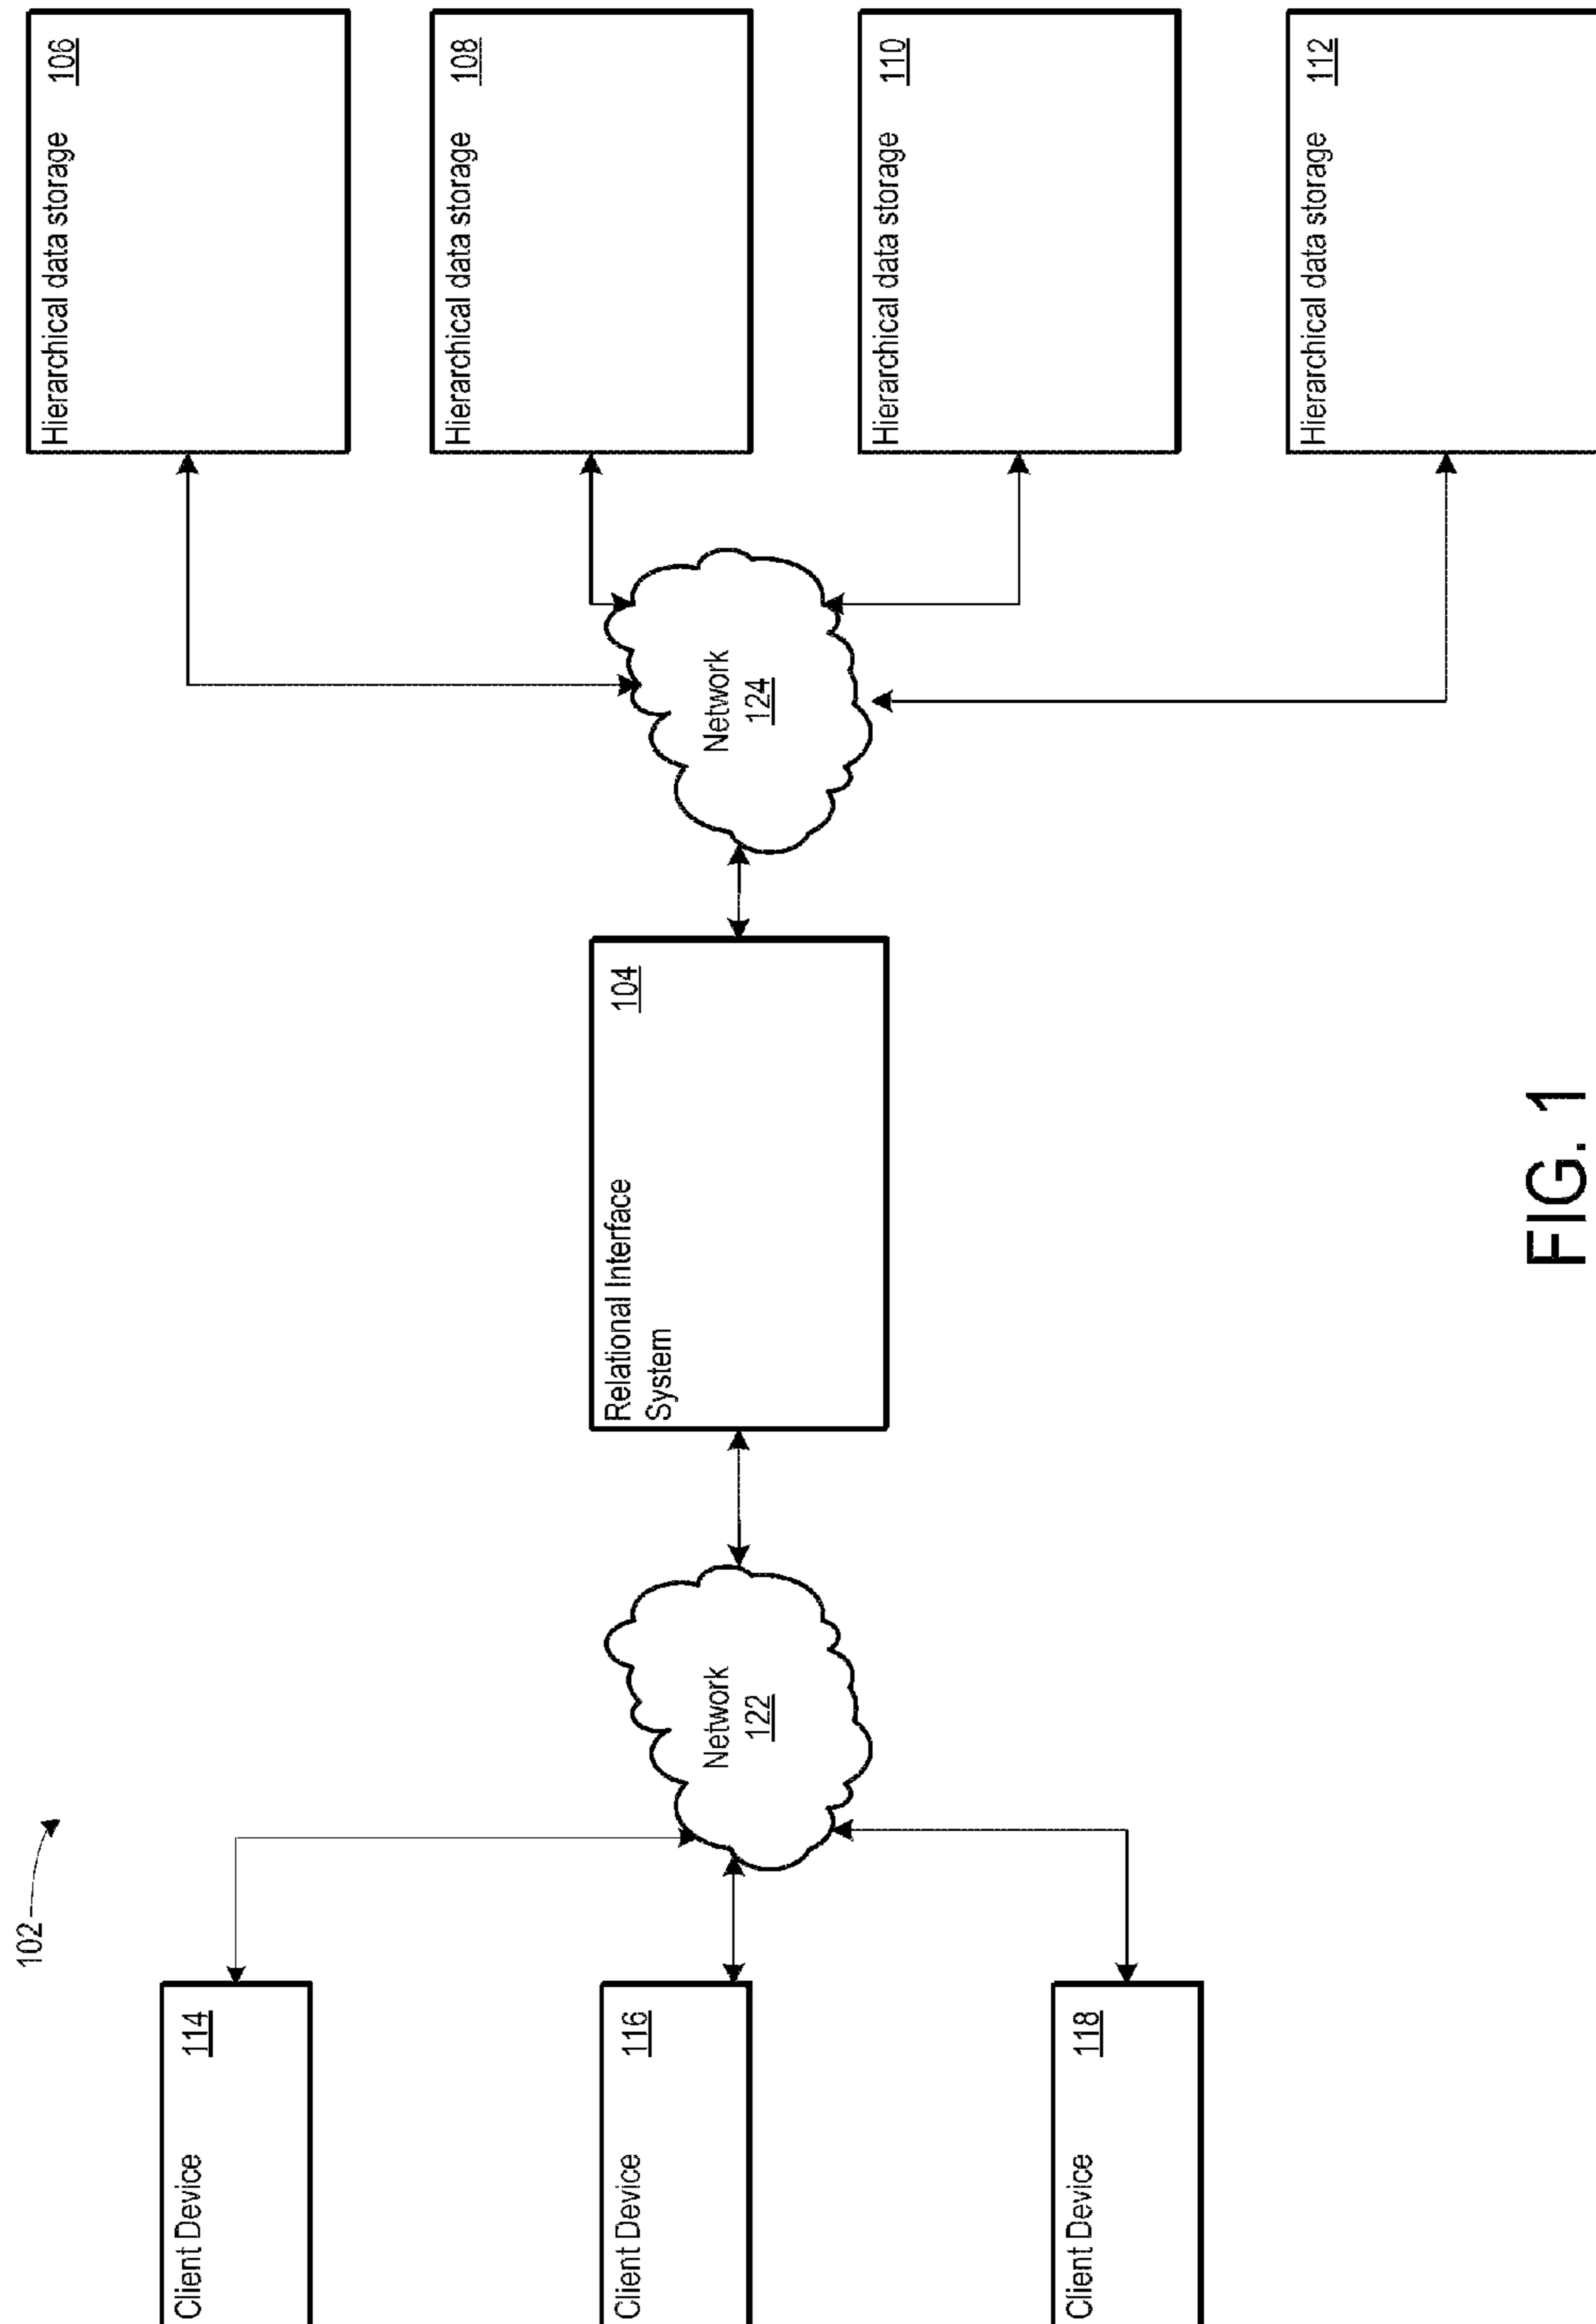 102
Client Device 114
Client Device 116
Client Device 118
Network
122
Relational Interface
System
104
Network
124
Hierarchical data storage 106
Hierarchical data storage 108
Hierarchical data storage 110
Hierarchical data storage 112
FIG. 1